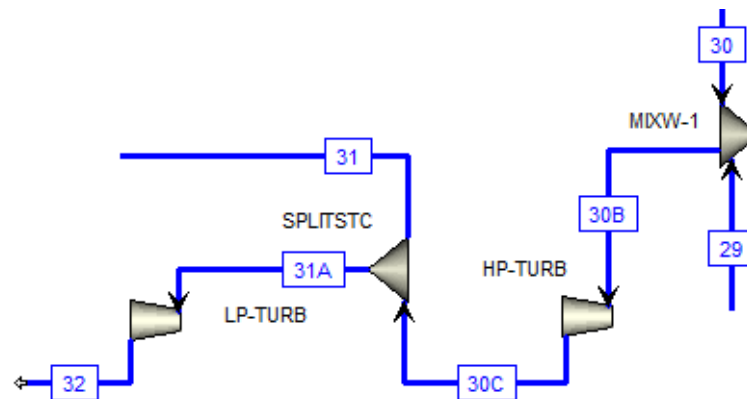 30
MIXW-1
31
30B
SPLITSTC
29
31A
HP-TURB
LP-TURB
32
30C